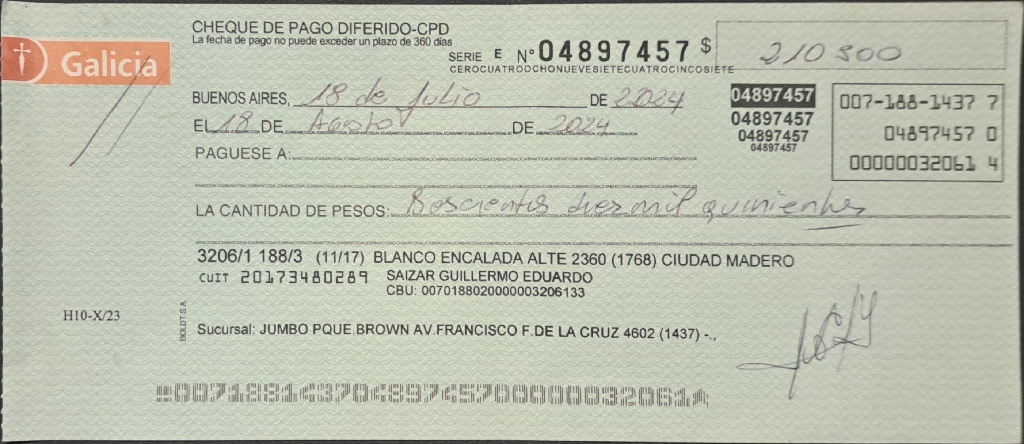 CHEQUE DE PAGO DIFERIDO-CPD
La fecha de pago no puede exceder un plazo de 360 días
Galicia
SERIE E N° 04897457 $ 210 500
CEROCUATROOCHONUEVESIETECUATROCINCOSIETE
BUENOS AIRES, 18 de Julio DE 2024
EL 18 DE Agosto DE 2024
04897457
04897457
04897457
04897457
007-188-1437 7
04897457 0
00000032061 4
PAGUESE A:
LA CANTIDAD DE PESOS: Doscientos diez mil quinientos
3206/1 188/3 (11/17) BLANCO ENCALADA ALTE 2360 (1768) CIUDAD MADERO
CUIT 20173480289 SAIZAR GUILLERMO EDUARDO
CBU: 0070188020000003206133
H10-X/23
BOLDT S.A
Sucursal: JUMBO PQUE.BROWN AV.FRANCISCO F.DE LA CRUZ 4602 (1437) -.,
007188143704897457000000320614